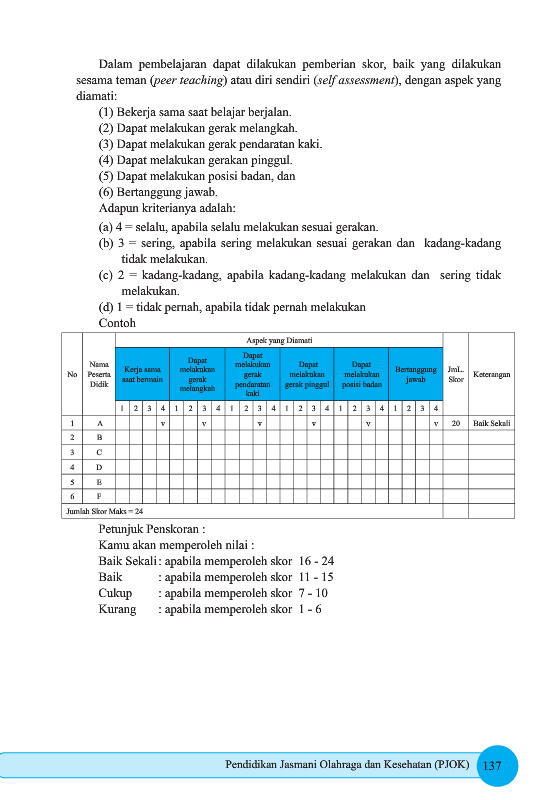 Dalam pembelajaran dapat dilakukan pemberian skor, baik yang dilakukan
sesama teman (peer teaching) atau diri sendiri (self assessment), dengan aspek yang
diamati:
(1) Bekerja sama saat belajar berjalan.
(2) Dapat melakukan gerak melangkah.
(3) Dapat melakukan gerak pendaratan kaki.
(4) Dapat melakukan gerakan pinggul.
(5) Dapat melakukan posisi badan, dan
(6) Bertanggung jawab.
Adapun kriterianya adalah:
(a) 4 = selalu, apabila selalu melakukan sesuai gerakan.
(b) 3 = sering, apabila sering melakukan sesuai gerakan dan kadang-kadang
tidak melakukan.
(c) 2 = kadang-kadang, apabila kadang-kadang melakukan dan sering tidak
melakukan.
(d) 1 = tidak pernah, apabila tidak pernah melakukan
Contoh
No
Nama
Peserta
Didik
Aspek yang Diamati
Kerja sama
saat bermain
Dapat
melakukan
gerak
melangkah
Dapat
melakukan
gerak
pendaratan
kaki
Dapat
melakukan
gerak pinggul
Dapat
melakukan
posisi badan
Bertanggung
jawab
JmL.
Skor
Keterangan
1 2 3 4 1 2 3 4 1 2 3 4 1 2 3 4 1 2 3 4 1 2 3 4
1 A v v v v v v 20 Baik Sekali
2 B
3 C
4 D
5 E
6 F
Jumlah Skor Maks = 24
Petunjuk Penskoran :
Kamu akan memperoleh nilai :
Baik Sekali : apabila memperoleh skor 16 - 24
Baik : apabila memperoleh skor 11 - 15
Cukup : apabila memperoleh skor 7 - 10
Kurang : apabila memperoleh skor 1 - 6
Pendidikan Jasmani Olahraga dan Kesehatan (PJOK) 137